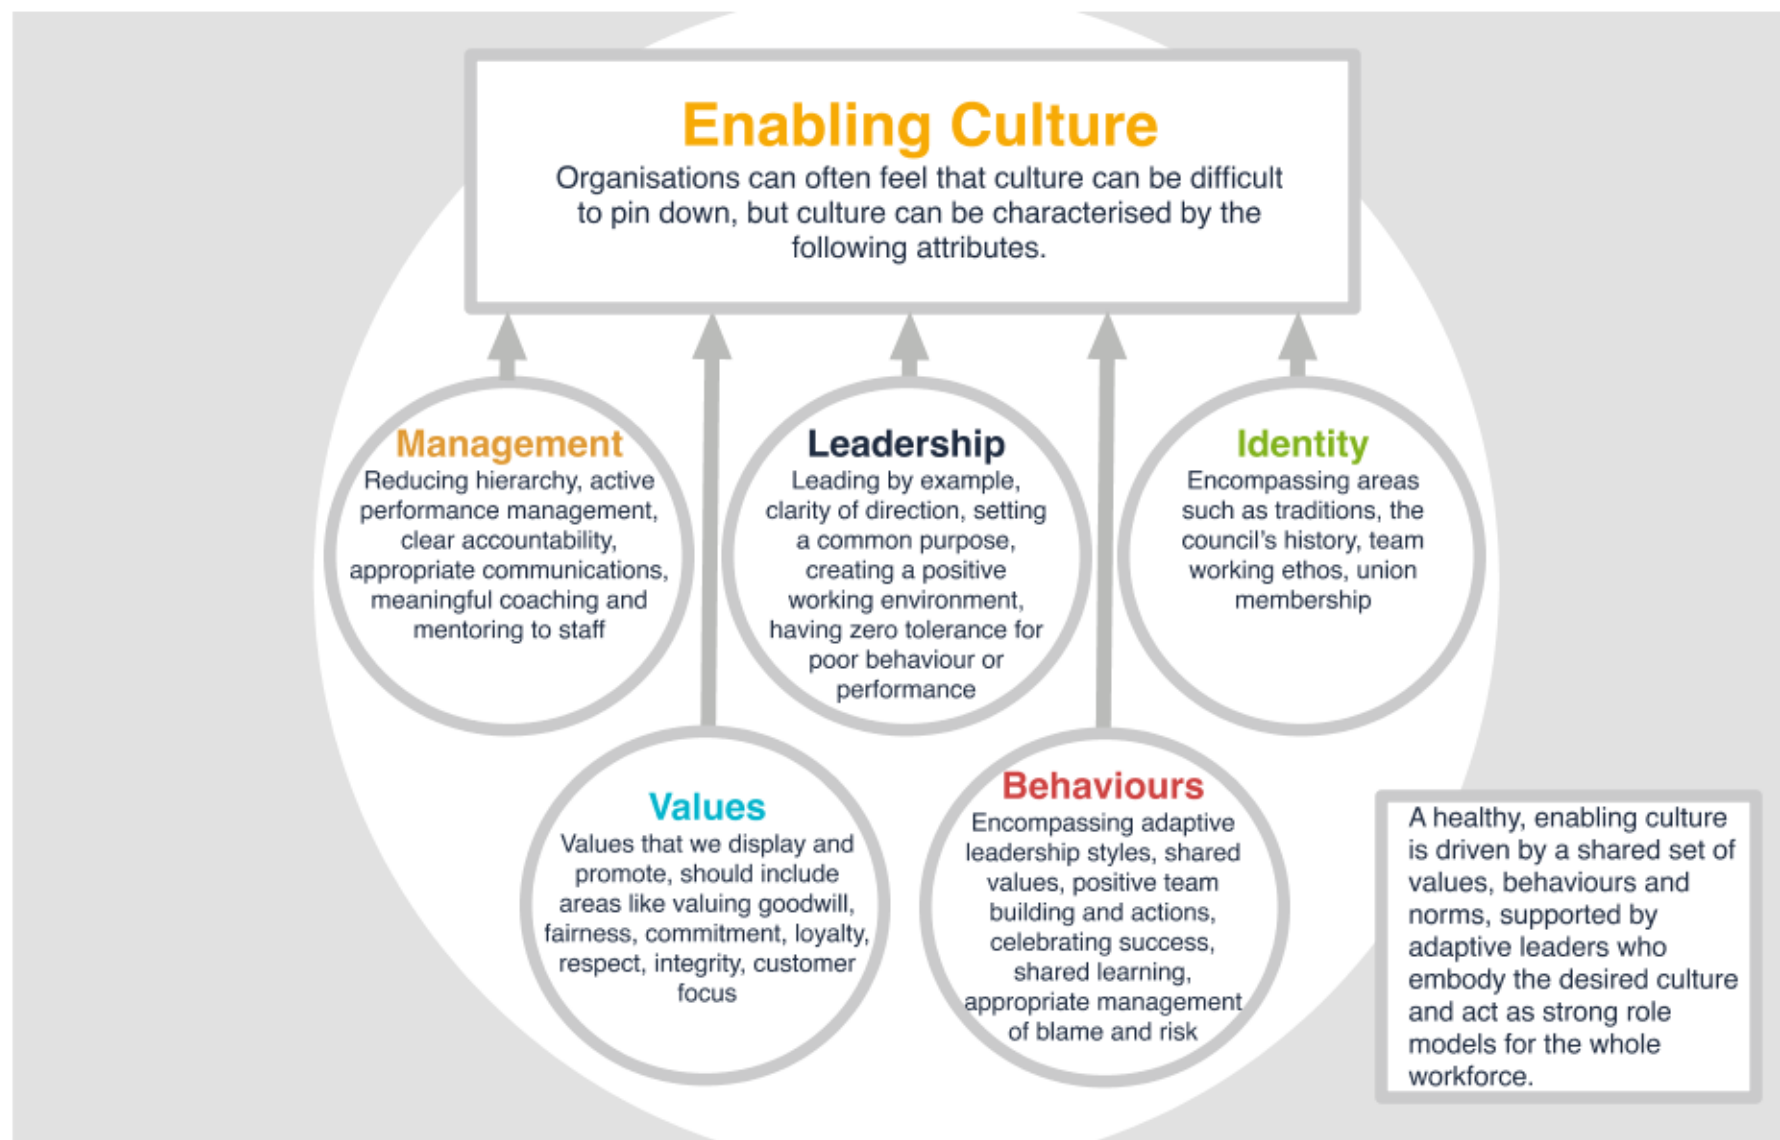 Enabling Culture
Organisations can often feel that culture can be difficult
to pin down, but culture can be characterised by the
following attributes.
Management
Reducing hierarchy, active
performance management,
clear accountability,
appropriate communications,
meaningful coaching and
mentoring to staff
Leadership
Leading by example,
clarity of direction, setting
a common purpose,
creating a positive
working environment,
having zero tolerance for
poor behaviour or
performance
Identity
Encompassing areas
such as traditions, the
council's history, team
working ethos, union
membership
Values
Values that we display and
promote, should include
areas like valuing goodwill,
fairness, commitment, loyalty,
respect, integrity, customer
focus
Behaviours
Encompassing adaptive
leadership styles, shared
values, positive team
building and actions,
celebrating success,
shared learning,
appropriate management
of blame and risk
A healthy, enabling culture
is driven by a shared set of
values, behaviours and
norms, supported by
adaptive leaders who
embody the desired culture
and act as strong role
models for the whole
workforce.